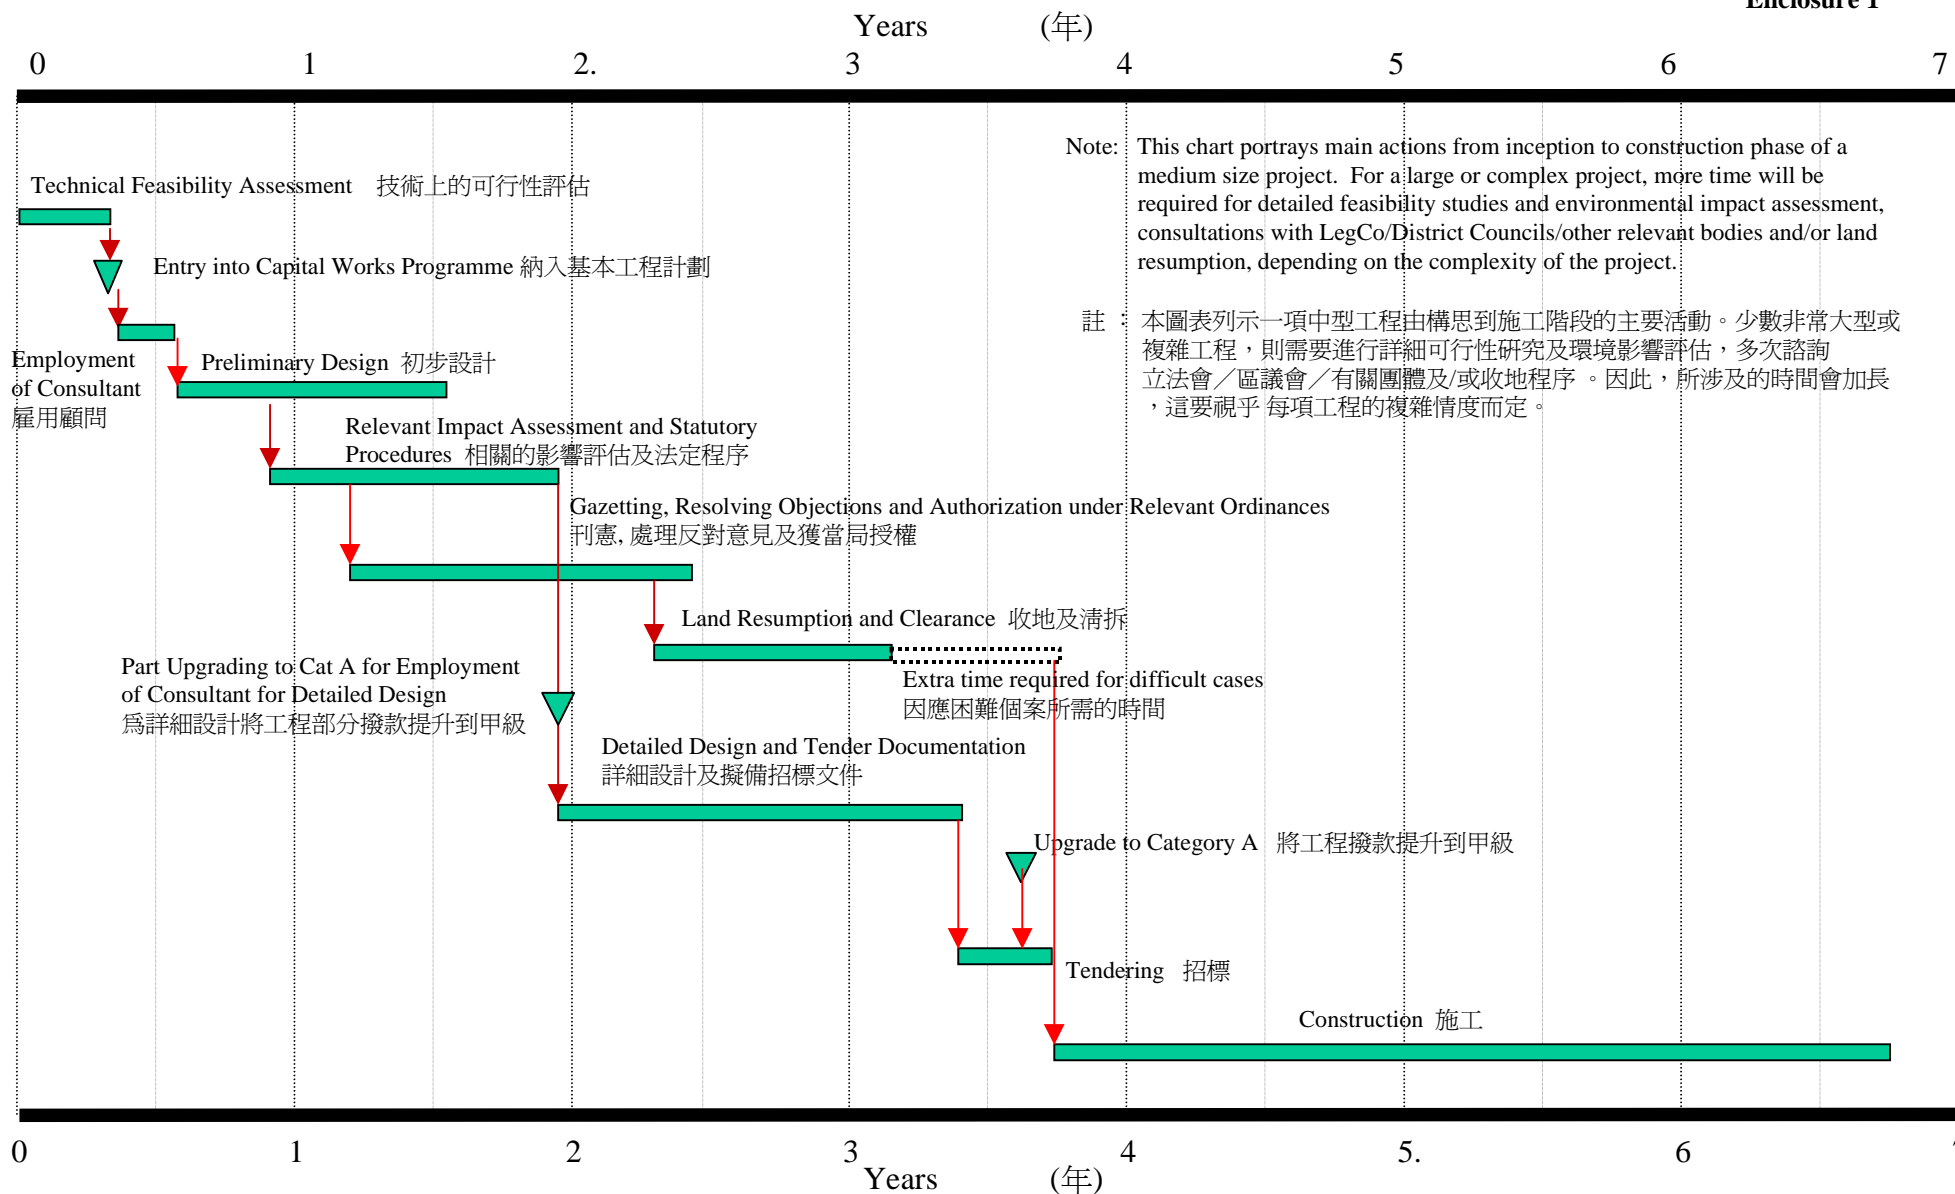 Enclosure 1
Years (年)
0 1 2. 3 4 5 6 7
Note: This chart portrays main actions from inception to construction phase of a
medium size project. For a large or complex project, more time will be
required for detailed feasibility studies and environmental impact assessment,
consultations with LegCo/District Councils/other relevant bodies and/or land
resumption, depending on the complexity of the project.
註 : 本圖表列示一項中型工程由構思到施工階段的主要活動。少數非常大型或
複雜工程，則需要進行詳細可行性研究及環境影響評估，多次諮詢
立法會／區議會／有關團體及/或收地程序 。因此，所涉及的時間會加長
，這要視乎 每項工程的複雜情度而定。
Technical Feasibility Assessment 技術上的可行性評估
Entry into Capital Works Programme 納入基本工程計劃
Employment
of Consultant
雇用顧問
Preliminary Design 初步設計
Relevant Impact Assessment and Statutory
Procedures 相關的影響評估及法定程序
Gazetting, Resolving Objections and Authorization under Relevant Ordinances
刊憲, 處理反對意見及獲當局授權
Land Resumption and Clearance 收地及清拆
Extra time required for difficult cases
因應困難個案所需的時間
Part Upgrading to Cat A for Employment
of Consultant for Detailed Design
爲詳細設計將工程部分撥款提升到甲級
Detailed Design and Tender Documentation
詳細設計及擬備招標文件
Upgrade to Category A 將工程撥款提升到甲級
Tendering 招標
Construction 施工
0 1 2 3 4 5. 6
Years (年)